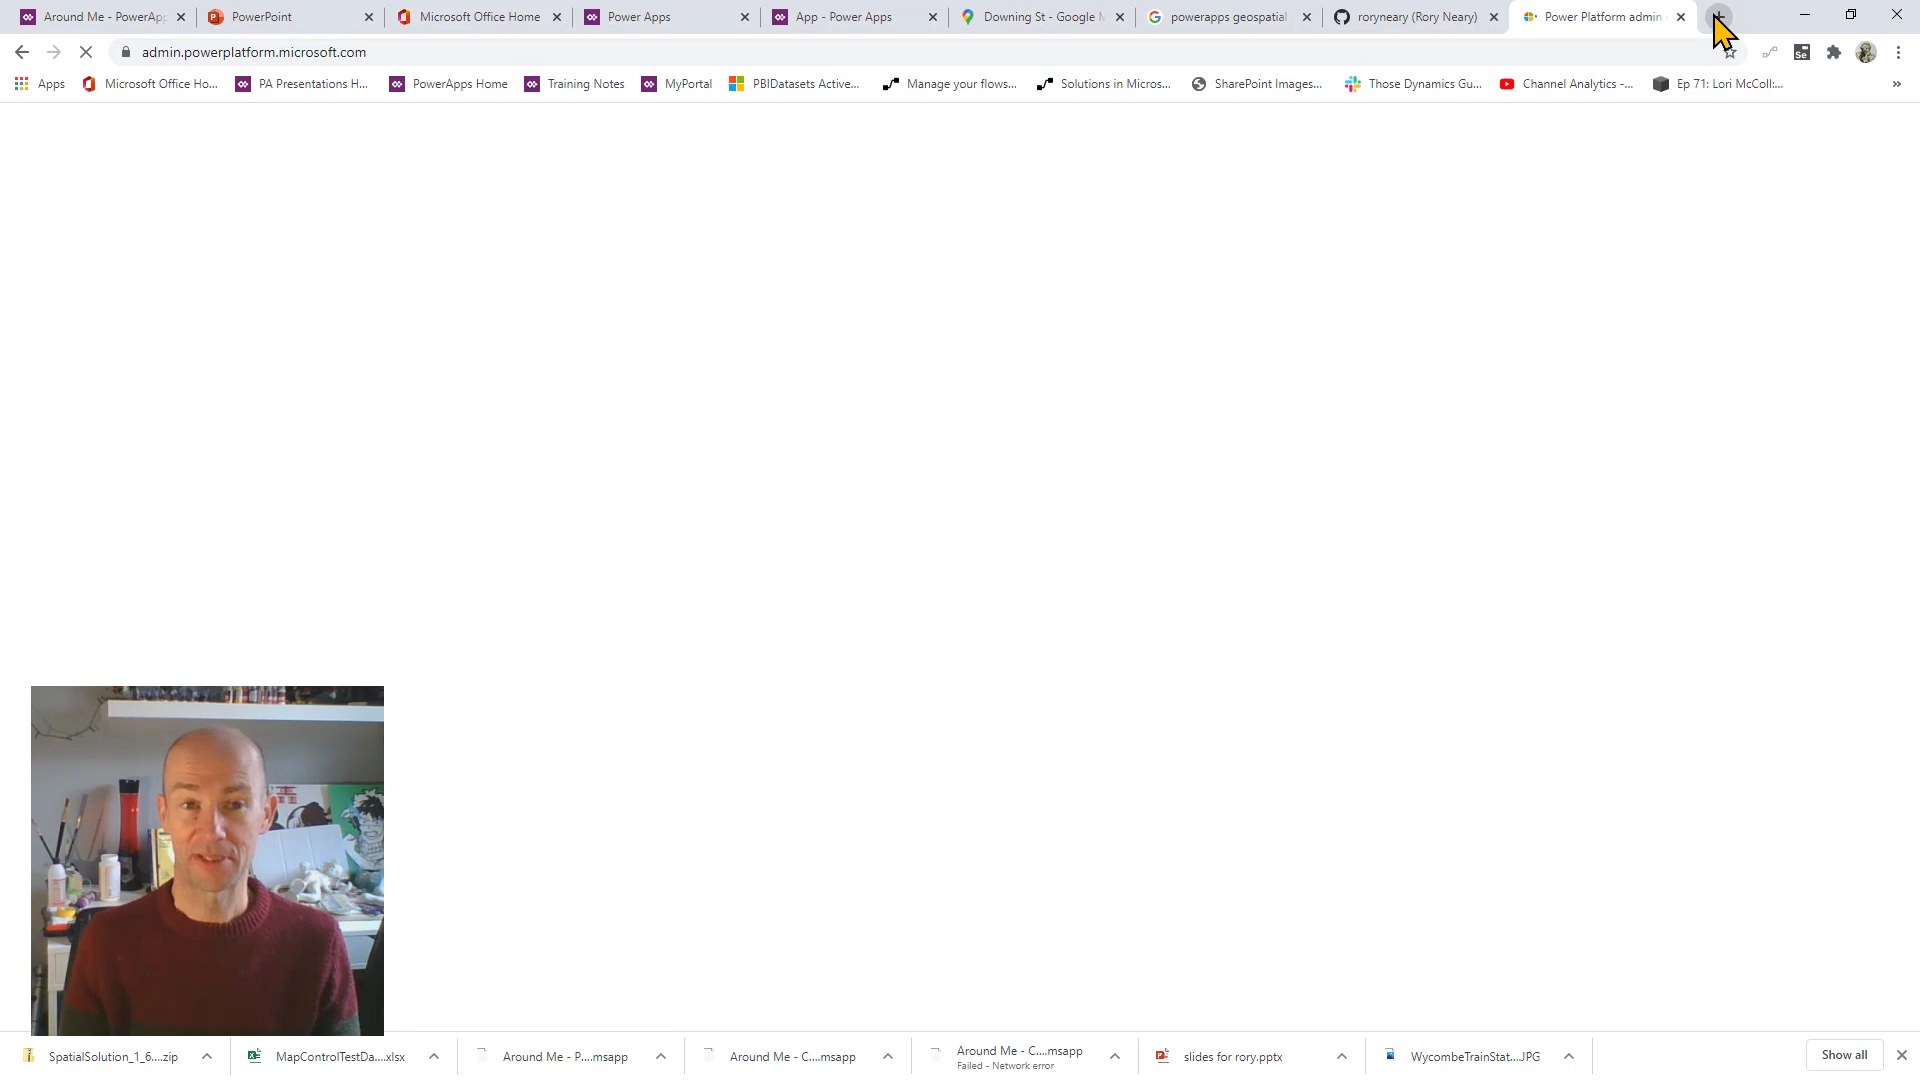 Around Me - PowerApp
PowerPoint
Microsoft Office Home
Power Apps
App - Power Apps
Downing St - Google M
powerapps geospatial
roryneary (Rory Neary)
Power Platform admin
admin.powerplatform.microsoft.com
Apps
Microsoft Office Ho...
PA Presentations H...
PowerApps Home
Training Notes
MyPortal
PBIDatasets Active...
Manage your flows...
Solutions in Micros...
SharePoint Images...
Those Dynamics Gu...
Channel Analytics -...
Ep 71: Lori McColl:...
»
SpatialSolution_1_6....zip
MapControlTestDa....xlsx
Around Me - P....msapp
Around Me - C....msapp
Around Me - C....msapp
Failed - Network error
slides for rory.pptx
WycombeTrainStat....JPG
Show all